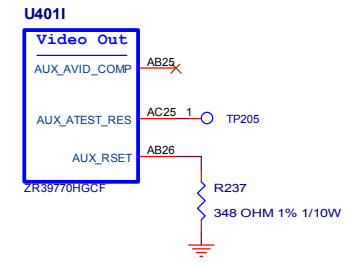 U401I
Video Out
AUX_AVID_COMP AB25
AUX_ATEST_RES AC25 1 TP205
AUX_RSET AB26
ZR39770HGCF
R237
348 OHM 1% 1/10W